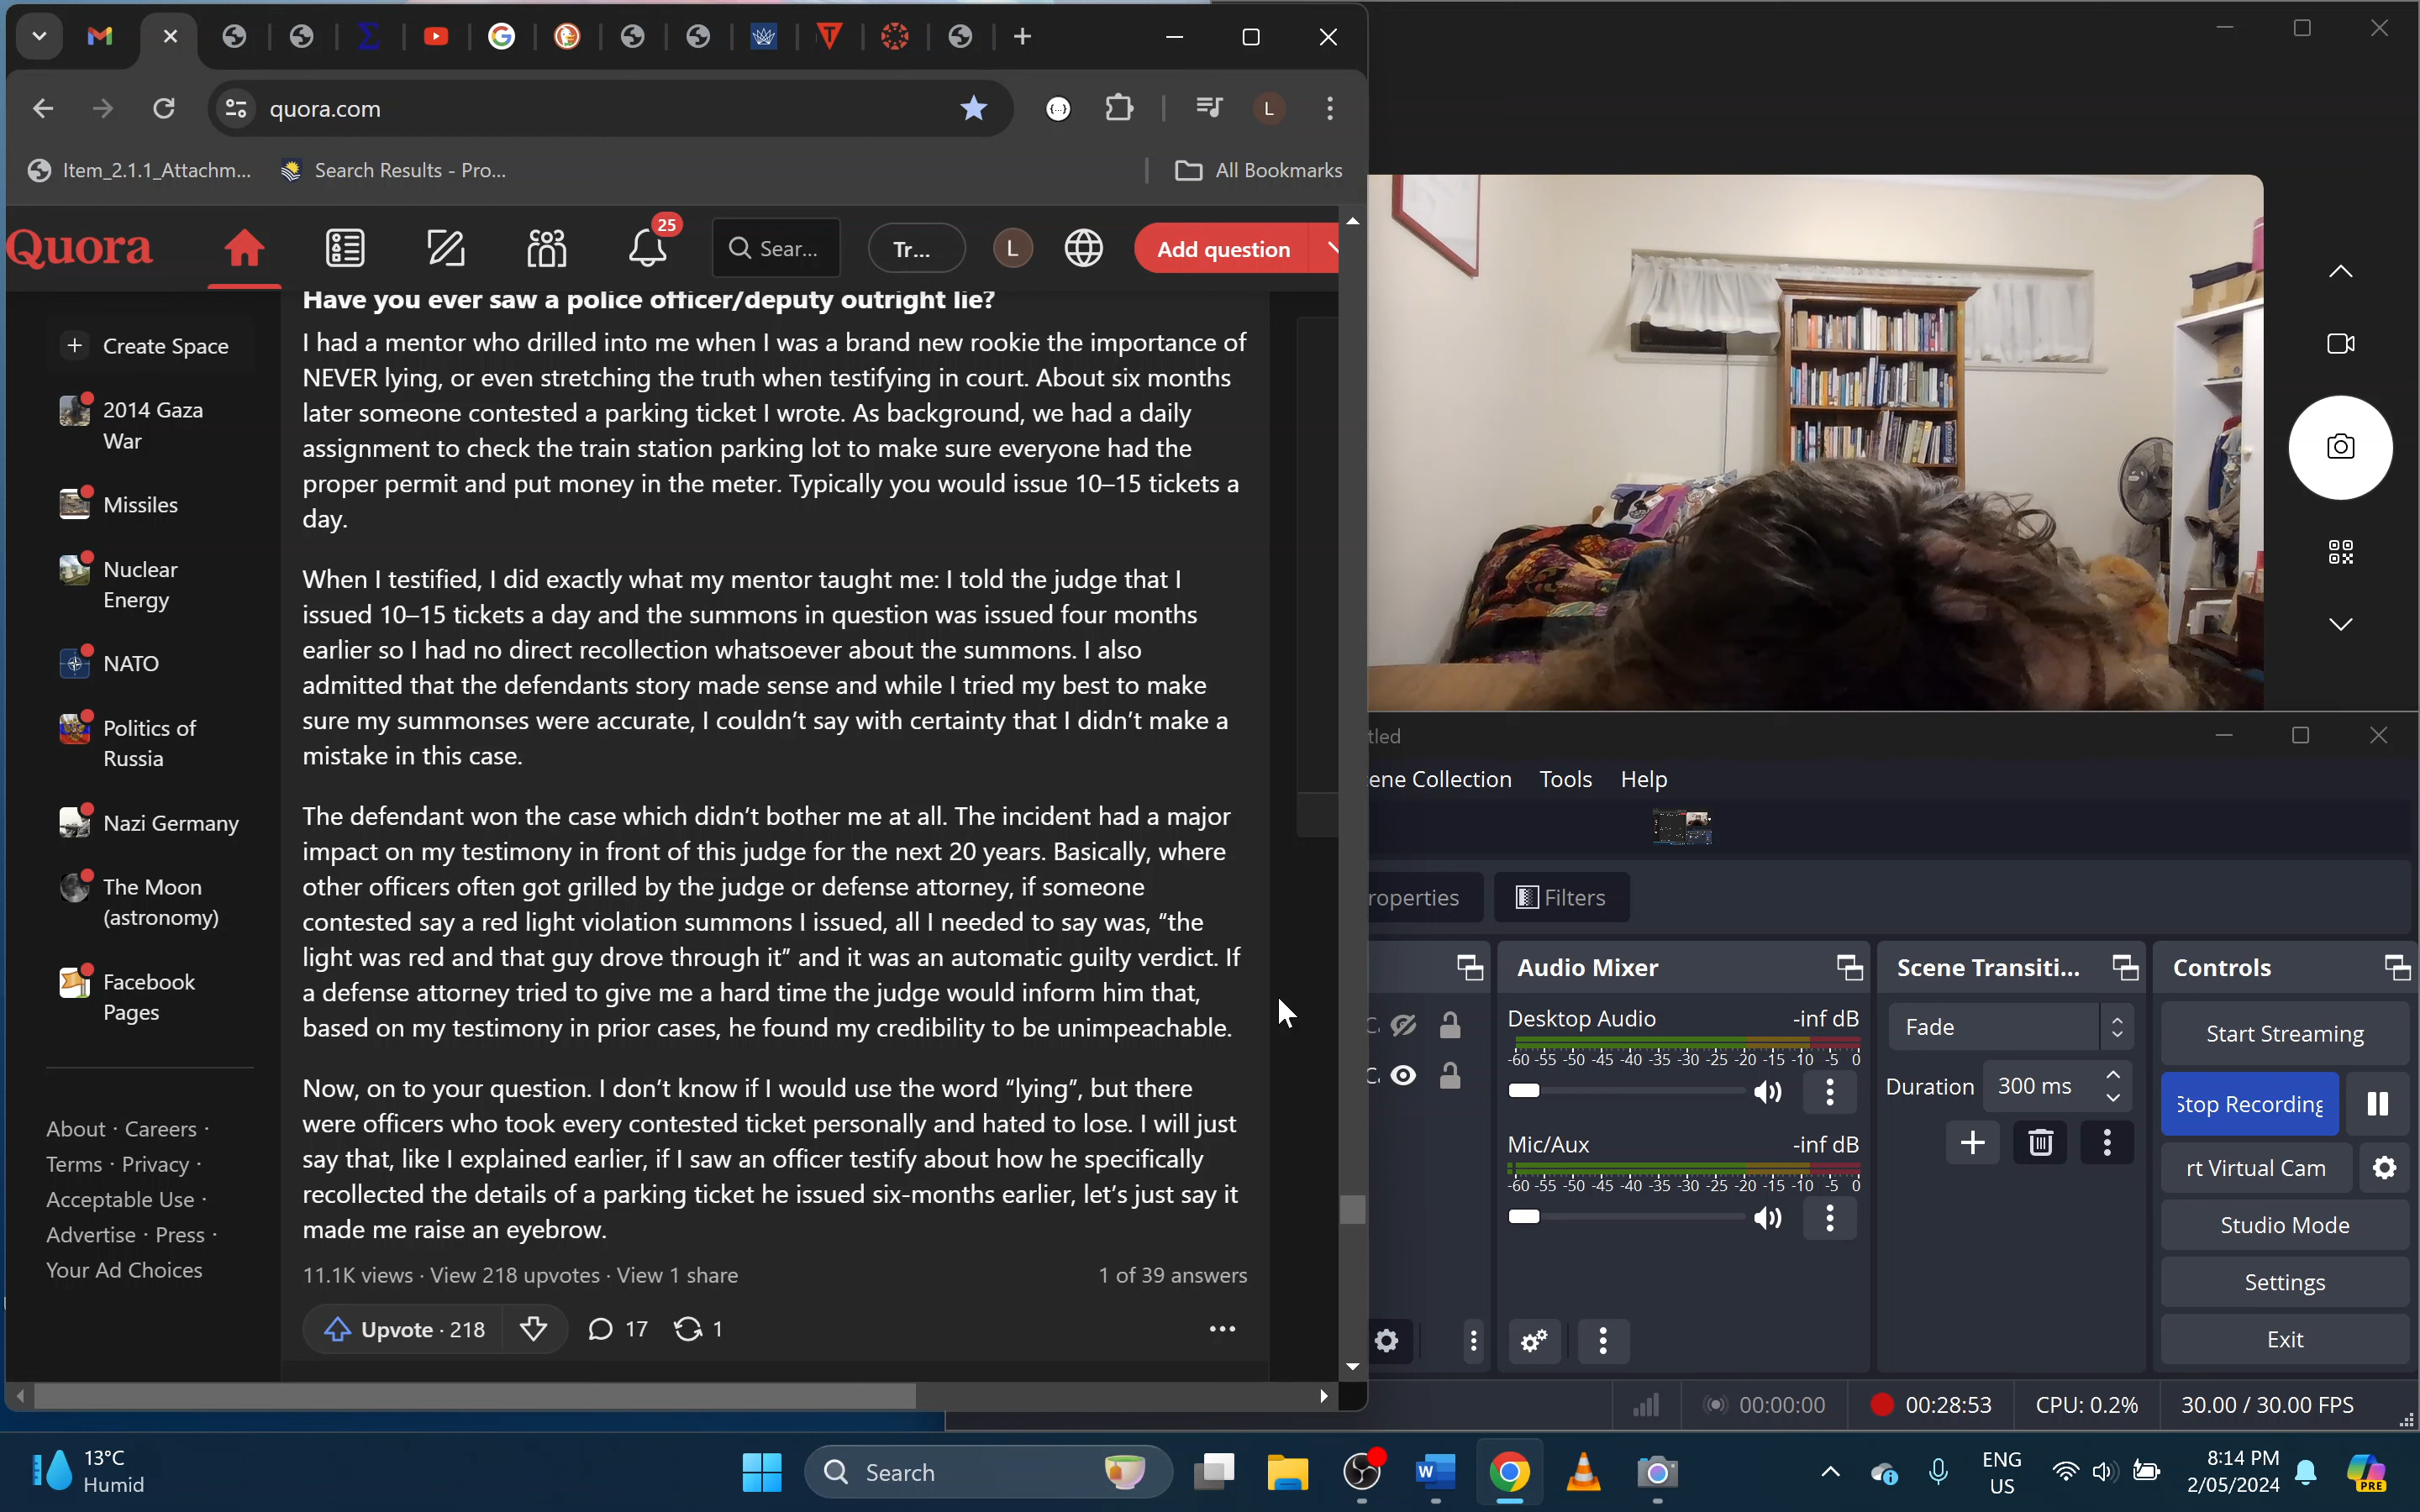 quora.com
Item_2.1.1_Attachm...
Search Results - Pro...
All Bookmarks
L
Quora
25
Sear...
Tr...
L
Add question
Create Space
2014 Gaza
War
Missiles
Nuclear
Energy
NATO
Politics of
Russia
Nazi Germany
The Moon
(astronomy)
Facebook
Pages
About · Careers ·
Terms · Privacy ·
Acceptable Use ·
Advertise · Press ·
Your Ad Choices
Have you ever saw a police officer/deputy outright lie?
I had a mentor who drilled into me when I was a brand new rookie the importance of
NEVER lying, or even stretching the truth when testifying in court. About six months
later someone contested a parking ticket I wrote. As background, we had a daily
assignment to check the train station parking lot to make sure everyone had the
proper permit and put money in the meter. Typically you would issue 10–15 tickets a
day.
When I testified, I did exactly what my mentor taught me: I told the judge that I
issued 10–15 tickets a day and the summons in question was issued four months
earlier so I had no direct recollection whatsoever about the summons. I also
admitted that the defendants story made sense and while I tried my best to make
sure my summonses were accurate, I couldn't say with certainty that I didn't make a
mistake in this case.
The defendant won the case which didn't bother me at all. The incident had a major
impact on my testimony in front of this judge for the next 20 years. Basically, where
other officers often got grilled by the judge or defense attorney, if someone
contested say a red light violation summons I issued, all I needed to say was, "the
light was red and that guy drove through it" and it was an automatic guilty verdict. If
a defense attorney tried to give me a hard time the judge would inform him that,
based on my testimony in prior cases, he found my credibility to be unimpeachable.
Now, on to your question. I don't know if I would use the word "lying", but there
were officers who took every contested ticket personally and hated to lose. I will just
say that, like I explained earlier, if I saw an officer testify about how he specifically
recollected the details of a parking ticket he issued six-months earlier, let's just say it
made me raise an eyebrow.
11.1K views · View 218 upvotes · View 1 share
1 of 39 answers
Upvote · 218
17
1
tled
ene Collection Tools Help
roperties
Filters
Audio Mixer
Desktop Audio -inf dB
-60 -55 -50 -45 -40 -35 -30 -25 -20 -15 -10 -5 0
Mic/Aux -inf dB
-60 -55 -50 -45 -40 -35 -30 -25 -20 -15 -10 -5 0
Scene Transiti...
Fade
Duration 300 ms
Controls
Start Streaming
Stop Recording
rt Virtual Cam
Studio Mode
Settings
Exit
00:00:00
00:28:53
CPU: 0.2%
30.00 / 30.00 FPS
13°C
Humid
Search
ENG
US
8:14 PM
2/05/2024
PRE